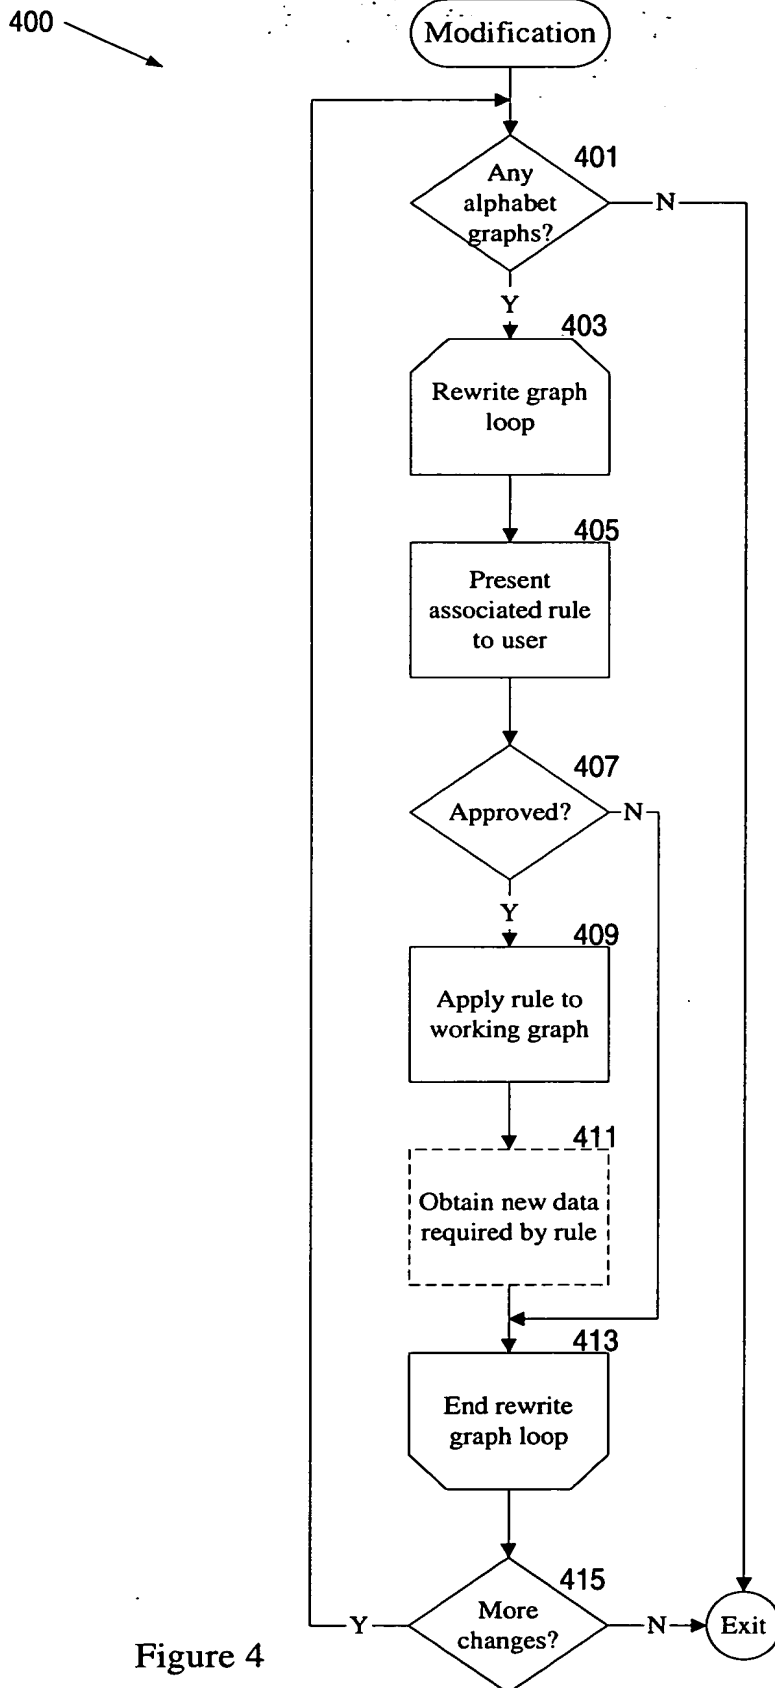 400
Modification
401
Any
alphabet
graphs?
N
Y
403
Rewrite graph
loop
405
Present
associated rule
to user
407
Approved?
N
Y
409
Apply rule to
working graph
411
Obtain new data
required by rule
413
End rewrite
graph loop
415
More
changes?
Y
N
Exit
Figure 4